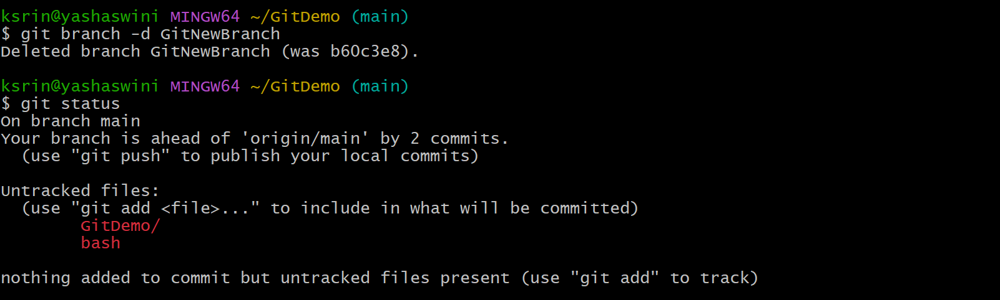 ksrin@yashaswini MINGW64 ~/GitDemo (main)
$ git branch -d GitNewBranch
Deleted branch GitNewBranch (was b60c3e8).
ksrin@yashaswini MINGW64 ~/GitDemo (main)
$ git status
On branch main
Your branch is ahead of 'origin/main' by 2 commits.
  (use "git push" to publish your local commits)
Untracked files:
  (use "git add <file>..." to include in what will be committed)
        GitDemo/
        bash
nothing added to commit but untracked files present (use "git add" to track)